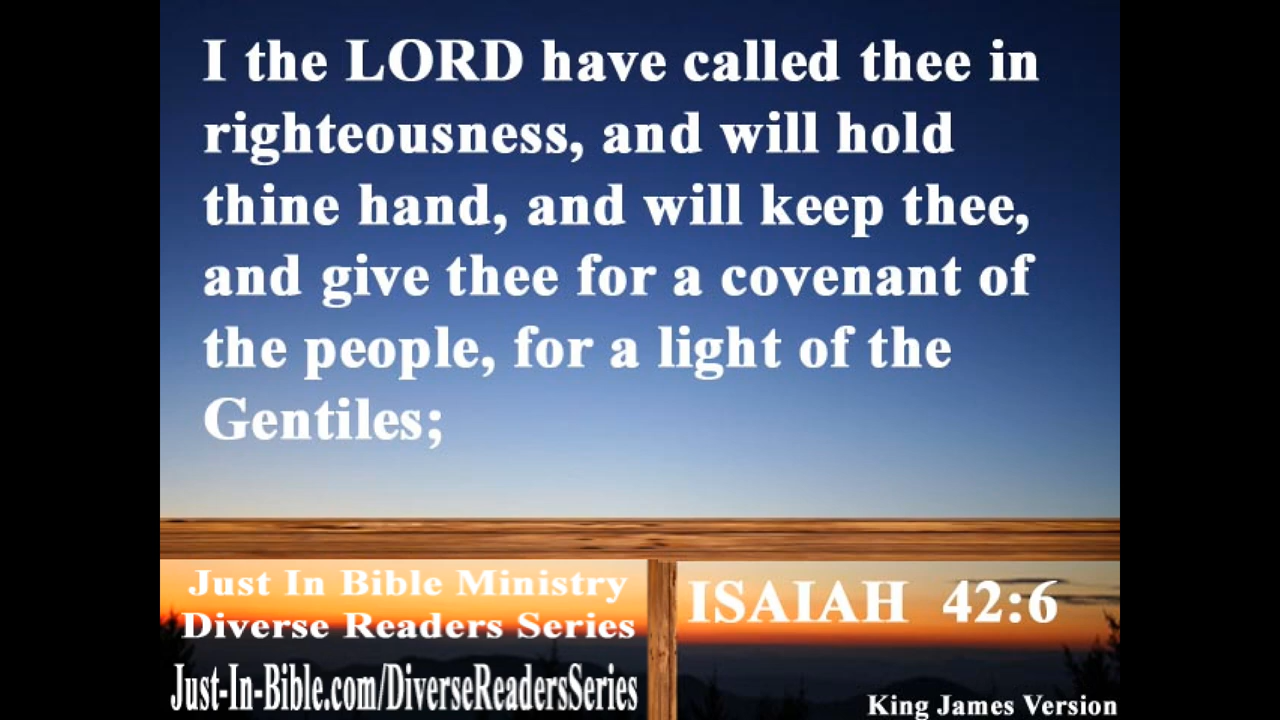 I the LORD have called thee in
righteousness, and will hold
thine hand, and will keep thee,
and give thee for a covenant of
the people, for a light of the
Gentiles;
Just In Bible Ministry
Diverse Readers Series
Just-In-Bible.com/DiverseReadersSeries
ISAIAH 42:6
King James Version